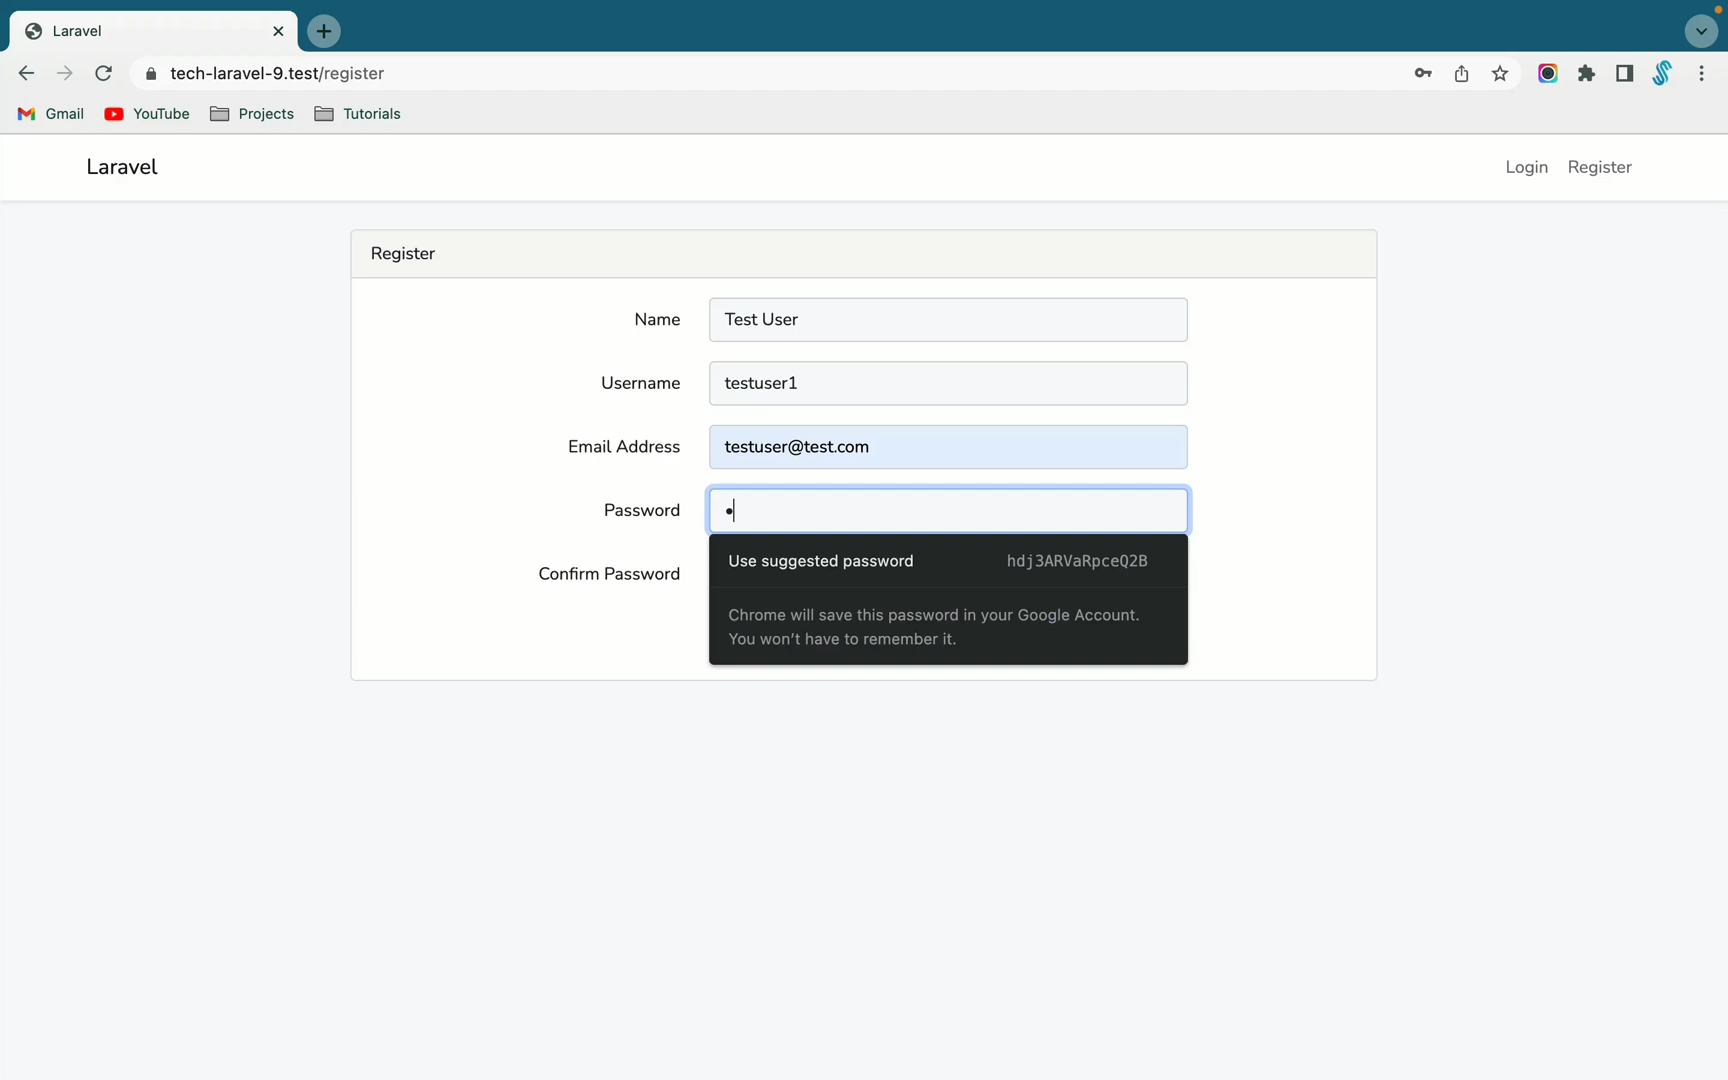 Laravel
tech-laravel-9.test/register
Gmail YouTube Projects Tutorials
Laravel Login Register
Register
Name Test User
Username testuser1
Email Address testuser@test.com
Password •
Use suggested password hdj3ARVaRpceQ2B
Confirm Password
Chrome will save this password in your Google Account.
You won’t have to remember it.